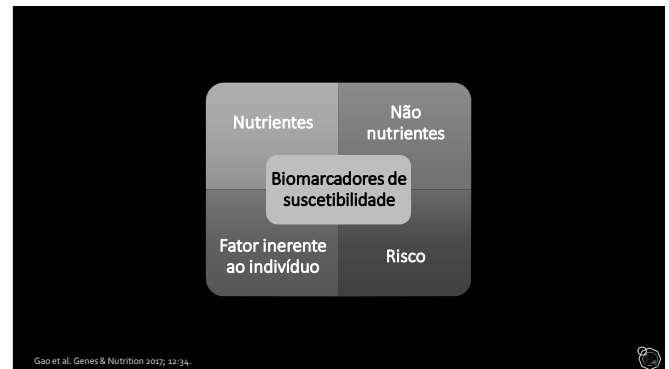 Nutrientes
Não
nutrientes
Biomarcadores de
suscetibilidade
Fator inerente
ao indivíduo
Risco
Gao et al. Genes & Nutrition 2017; 12:34.